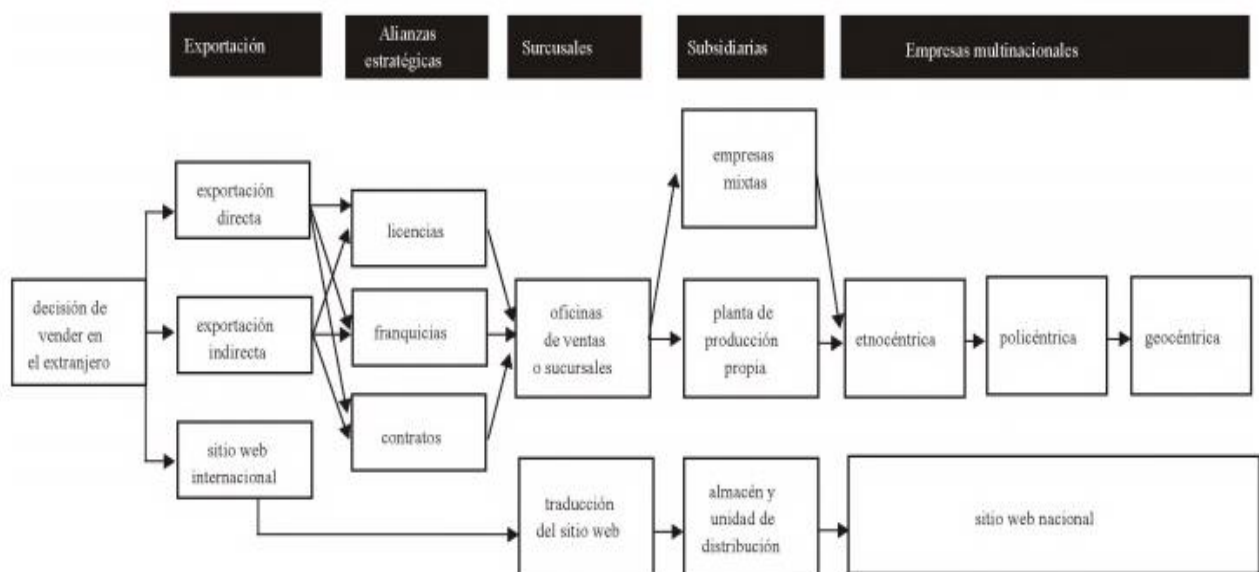 Exportación
Alianzas
estratégicas
Surcusales
Subsidiarias
Empresas multinacionales
decisión de
vender en
el extranjero
exportación
directa
exportación
indirecta
sitio web
internacional
licencias
franquicias
contratos
oficinas
de ventas
o sucursales
traducción
del sitio web
empresas
mixtas
planta de
producción
propia
almacén y
unidad de
distribución
etnocéntrica
policéntrica
geocéntrica
sitio web nacional